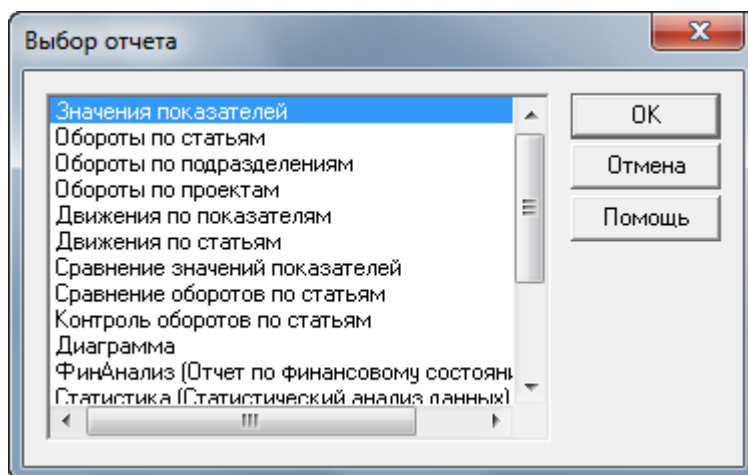 Выбор отчета
Значения показателей
Обороты по статьям
Обороты по подразделениям
Обороты по проектам
Движения по показателям
Движения по статьям
Сравнение значений показателей
Сравнение оборотов по статьям
Контроль оборотов по статьям
Диаграмма
ФинАнализ (Отчет по финансовому состояни
Статистика (Статистический анализ данных)
OK
Отмена
Помощь